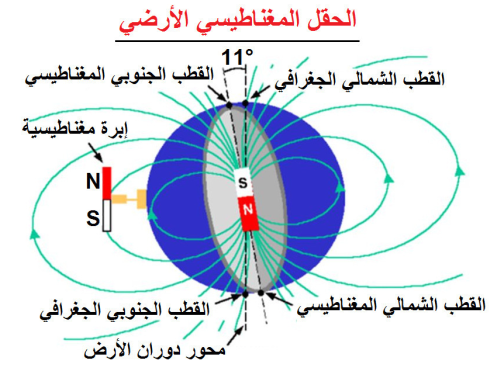 الحقل المغناطيسي الأرضي
11°
القطب الشمالي الجغرافي
القطب الجنوبي المغناطيسي
إبرة مغناطيسية
N
S
S
N
القطب الشمالي المغناطيسي
القطب الجنوبي الجغرافي
محور دوران الأرض